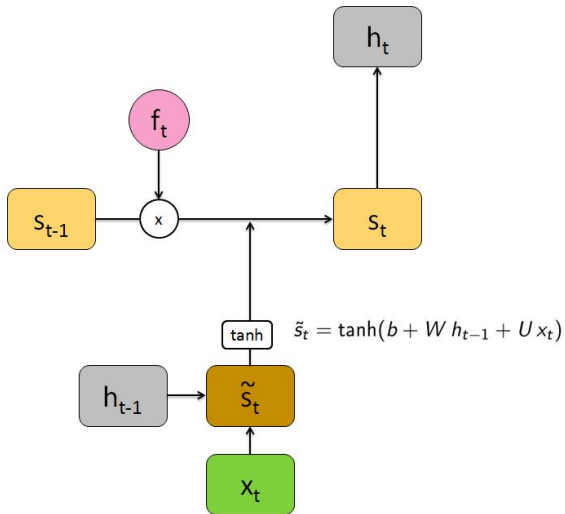 h_t
f_t
s_{t-1}
x
s_t
tanh
s̃_t = tanh(b + W h_{t-1} + U x_t)
h_{t-1}
s̃_t
x_t